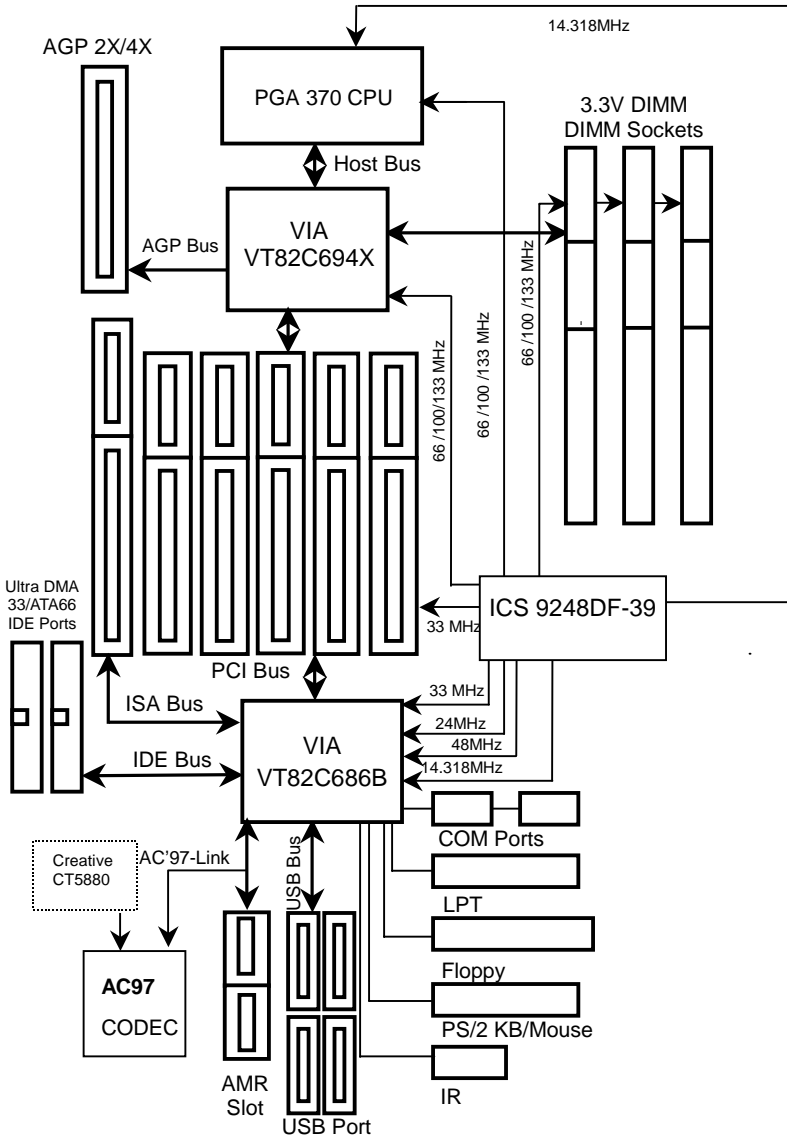 14.318MHz
AGP 2X/4X
PGA 370 CPU
3.3V DIMM
DIMM Sockets
Host Bus
VIA
VT82C694X
AGP Bus
66/100/133 MHz
66 /100 /133 MHz
66 /100 /133 MHz
Ultra DMA
33/ATA66
IDE Ports
ICS 9248DF-39
33 MHz
PCI Bus
ISA Bus
33 MHz
24MHz
48MHz
14.318MHz
IDE Bus
VIA
VT82C686B
COM Ports
Creative
CT5880
AC'97-Link
USB Bus
LPT
AC97
CODEC
Floppy
PS/2 KB/Mouse
AMR
Slot
IR
USB Port